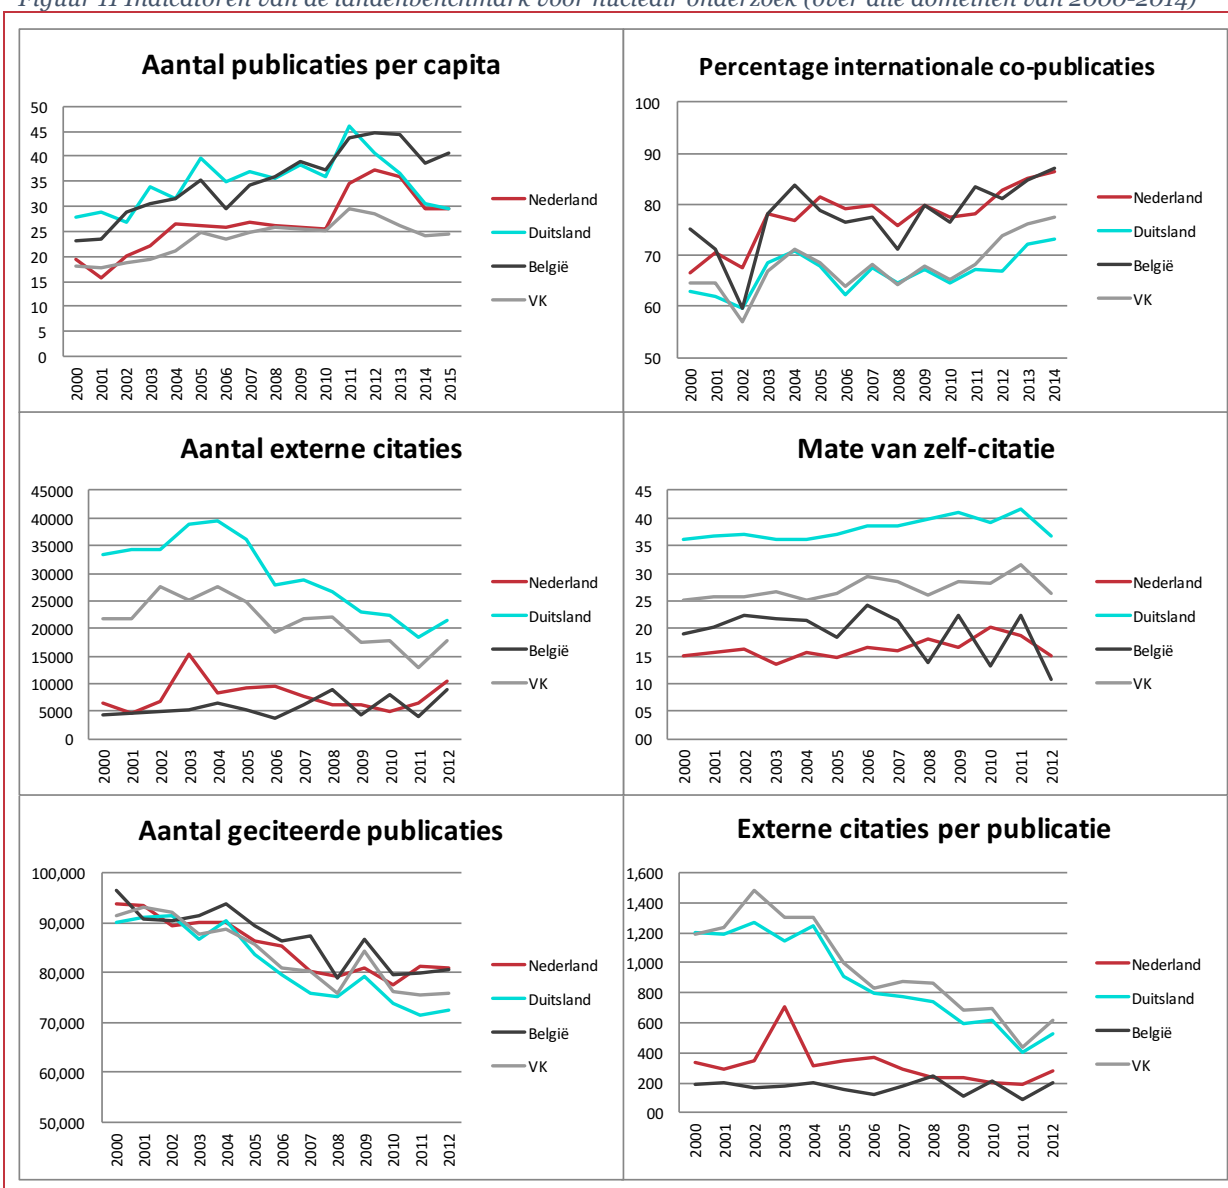 Figuur 11 Indicatoren van de landenbenchmark voor nucleair onderzoek (over alle domeinen van 2000-2014)
Aantal publicaties per capita
50
45
40
35
30
25
20
15
10
5
0
2000 2001 2002 2003 2004 2005 2006 2007 2008 2009 2010 2011 2012 2013 2014 2015
Nederland
Duitsland
België
VK
Percentage internationale co-publicaties
100
90
80
70
60
50
2000 2001 2002 2003 2004 2005 2006 2007 2008 2009 2010 2011 2012 2013 2014
Nederland
Duitsland
België
VK
Aantal externe citaties
45000
40000
35000
30000
25000
20000
15000
10000
5000
0
2000 2001 2002 2003 2004 2005 2006 2007 2008 2009 2010 2011 2012
Nederland
Duitsland
België
VK
Mate van zelf-citatie
45
40
35
30
25
20
15
10
05
00
2000 2001 2002 2003 2004 2005 2006 2007 2008 2009 2010 2011 2012
Nederland
Duitsland
België
VK
Aantal geciteerde publicaties
100,000
90,000
80,000
70,000
60,000
50,000
2000 2001 2002 2003 2004 2005 2006 2007 2008 2009 2010 2011 2012
Nederland
Duitsland
België
VK
Externe citaties per publicatie
1,600
1,400
1,200
1,000
800
600
400
200
00
2000 2001 2002 2003 2004 2005 2006 2007 2008 2009 2010 2011 2012
Nederland
Duitsland
België
VK